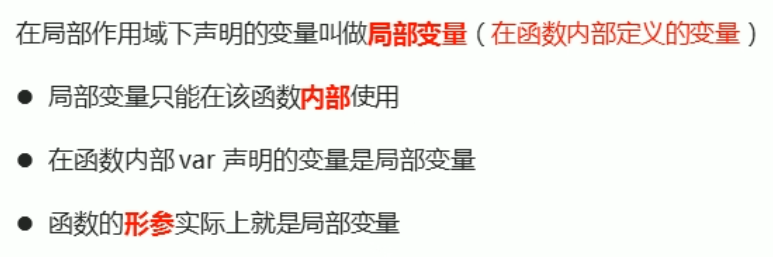 在局部作用域下声明的变量叫做局部变量（在函数内部定义的变量）
● 局部变量只能在该函数内部使用
● 在函数内部 var 声明的变量是局部变量
● 函数的形参实际上就是局部变量